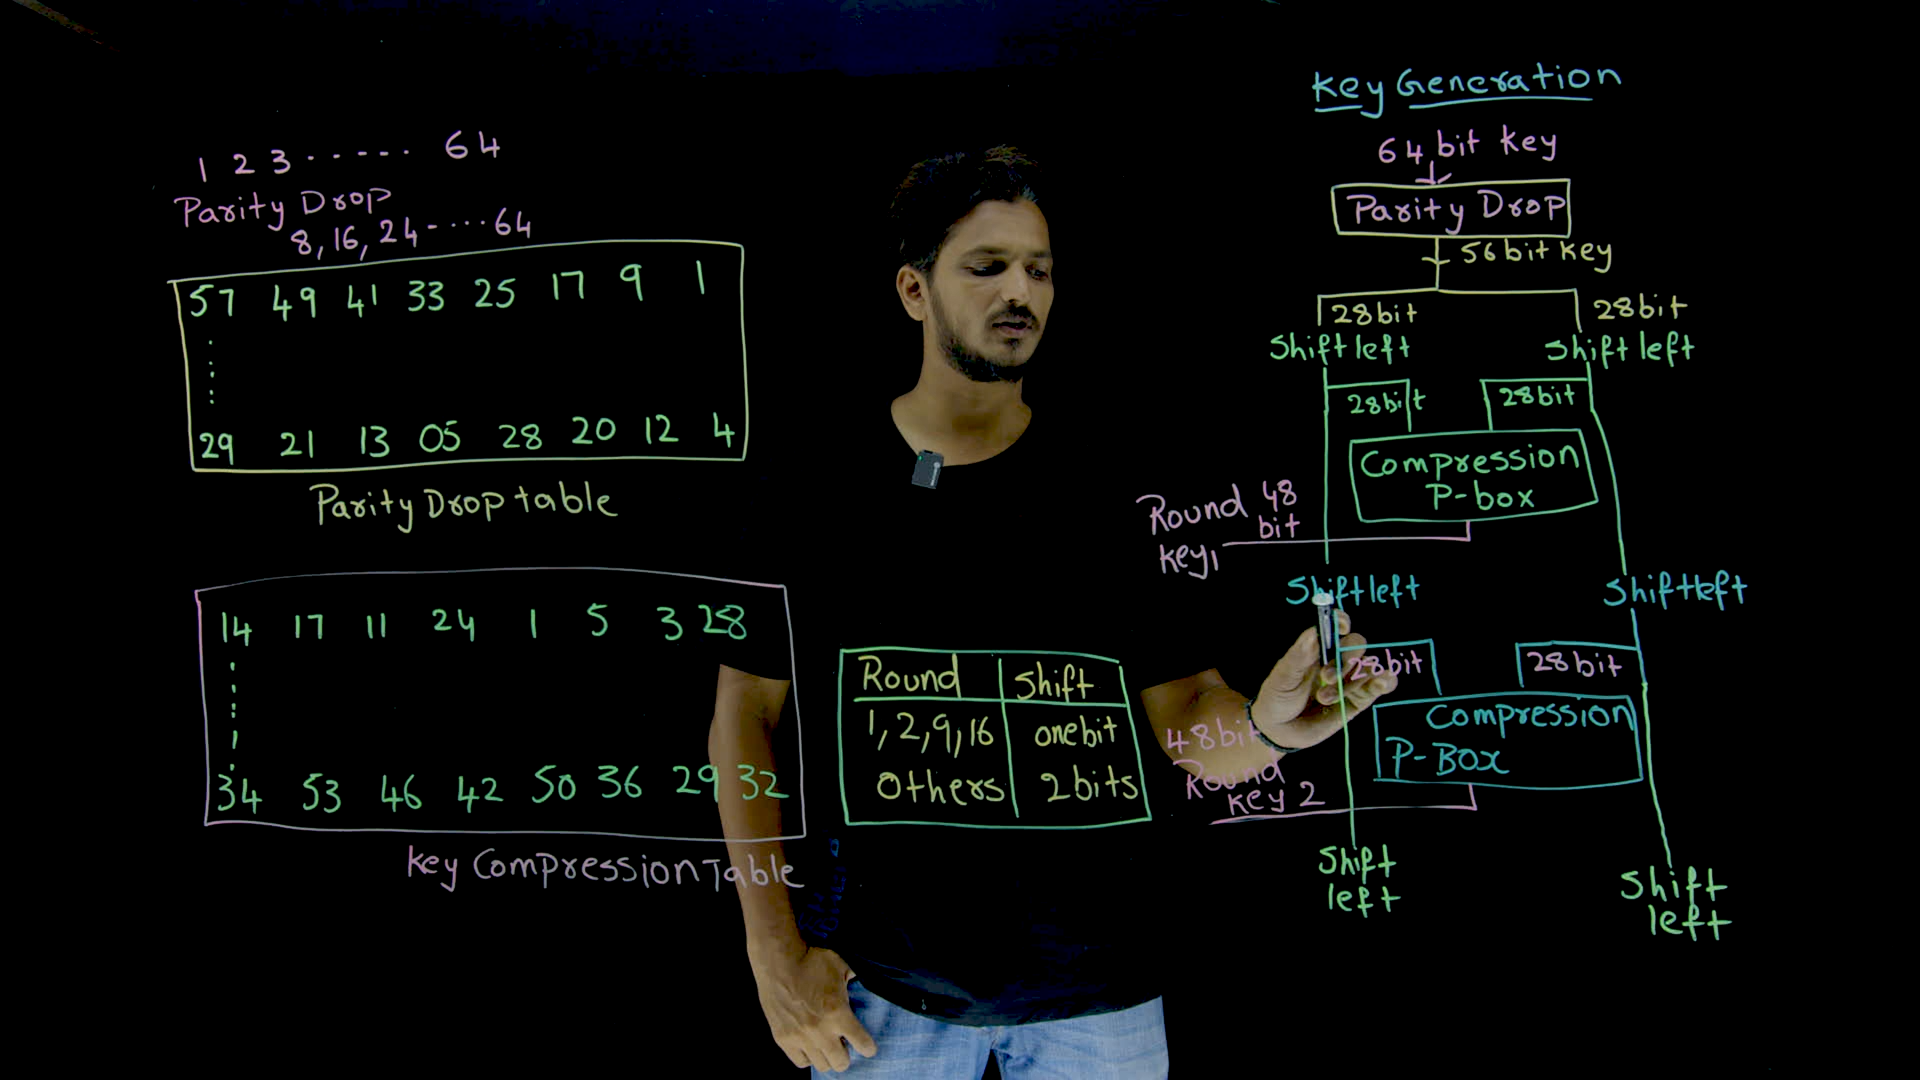 1 2 3 ...... 64
Parity Drop
8, 16, 24 - .... 64
57 49 41 33 25 17 9 1
29 21 13 05 28 20 12 4
Parity Drop table
14 17 11 24 1 5 3 28
34 53 46 42 50 36 29 32
Key Compression Table
Round Shift
1, 2, 9, 16 one bit
Others 2 bits
Key Generation
64 bit key
Parity Drop
56 bit key
28 bit 28 bit
Shift left Shift left
28 bit 28 bit
Compression
P-box
Round 48
bit
key 1
Shift left Shift left
28 bit 28 bit
Compression
P-Box
48 bit
Round
key 2
Shift
left
Shift
left